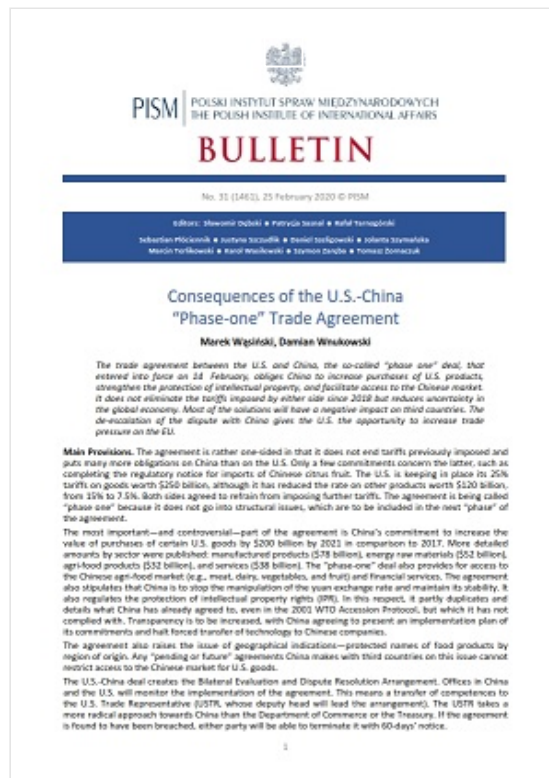 PISM
POLSKI INSTYTUT SPRAW MIĘDZYNARODOWYCH
THE POLISH INSTITUTE OF INTERNATIONAL AFFAIRS
BULLETIN
No. 31 (1461), 25 February 2020 © PISM
Editors: Sławomir Dębski ● Patrycja Sasnal ● Rafał Tarnogórski
Sebastian Płóciennik ● Justyna Szczudlik ● Daniel Szeligowski ● Jolanta Szymańska
Marcin Terlikowski ● Karol Wasilewski ● Szymon Zaręba ● Tomasz Żornaczuk
Consequences of the U.S.-China
“Phase-one” Trade Agreement
Marek Wąsiński, Damian Wnukowski
The trade agreement between the U.S. and China, the so-called “phase one” deal, that
entered into force on 14 February, obliges China to increase purchases of U.S. products,
strengthen the protection of intellectual property, and facilitate access to the Chinese market.
It does not eliminate the tariffs imposed by either side since 2018 but reduces uncertainty in
the global economy. Most of the solutions will have a negative impact on third countries. The
de-escalation of the dispute with China gives the U.S. the opportunity to increase trade
pressure on the EU.
Main Provisions. The agreement is rather one-sided in that it does not end tariffs previously imposed and
puts many more obligations on China than on the U.S. Only a few commitments concern the latter, such as
completing the regulatory notice for imports of Chinese citrus fruit. The U.S. is keeping in place its 25%
tariffs on goods worth $250 billion, although it has reduced the rate on other products worth $120 billion,
from 15% to 7.5%. Both sides agreed to refrain from imposing further tariffs. The agreement is being called
“phase one” because it does not go into structural issues, which are to be included in the next “phase” of
the agreement.
The most important—and controversial—part of the agreement is China’s commitment to increase the
value of purchases of certain U.S. goods by $200 billion by 2021 in comparison to 2017. More detailed
amounts by sector were published: manufactured products ($78 billion), energy raw materials ($52 billion),
agri-food products ($32 billion), and services ($38 billion). The “phase-one” deal also provides for access to
the Chinese agri-food market (e.g., meat, dairy, vegetables, and fruit) and financial services. The agreement
also stipulates that China is to stop the manipulation of the yuan exchange rate and maintain its stability. It
also regulates the protection of intellectual property rights (IPR). In this respect, it partly duplicates and
details what China has already agreed to, even in the 2001 WTO Accession Protocol, but which it has not
complied with. Transparency is to be increased, with China agreeing to present an implementation plan of
its commitments and halt forced transfer of technology to Chinese companies.
The agreement also raises the issue of geographical indications—protected names of food products by
region of origin. Any “pending or future” agreements China makes with third countries on this issue cannot
restrict access to the Chinese market for U.S. goods.
The U.S.-China deal creates the Bilateral Evaluation and Dispute Resolution Arrangement. Offices in China
and the U.S. will monitor the implementation of the agreement. This means a transfer of competences to
the U.S. Trade Representative (USTR, whose deputy head will lead the arrangement). The USTR takes a
more radical approach towards China than the Department of Commerce or the Treasury. If the agreement
is found to have been breached, either party will be able to terminate it with 60-days’ notice.
1